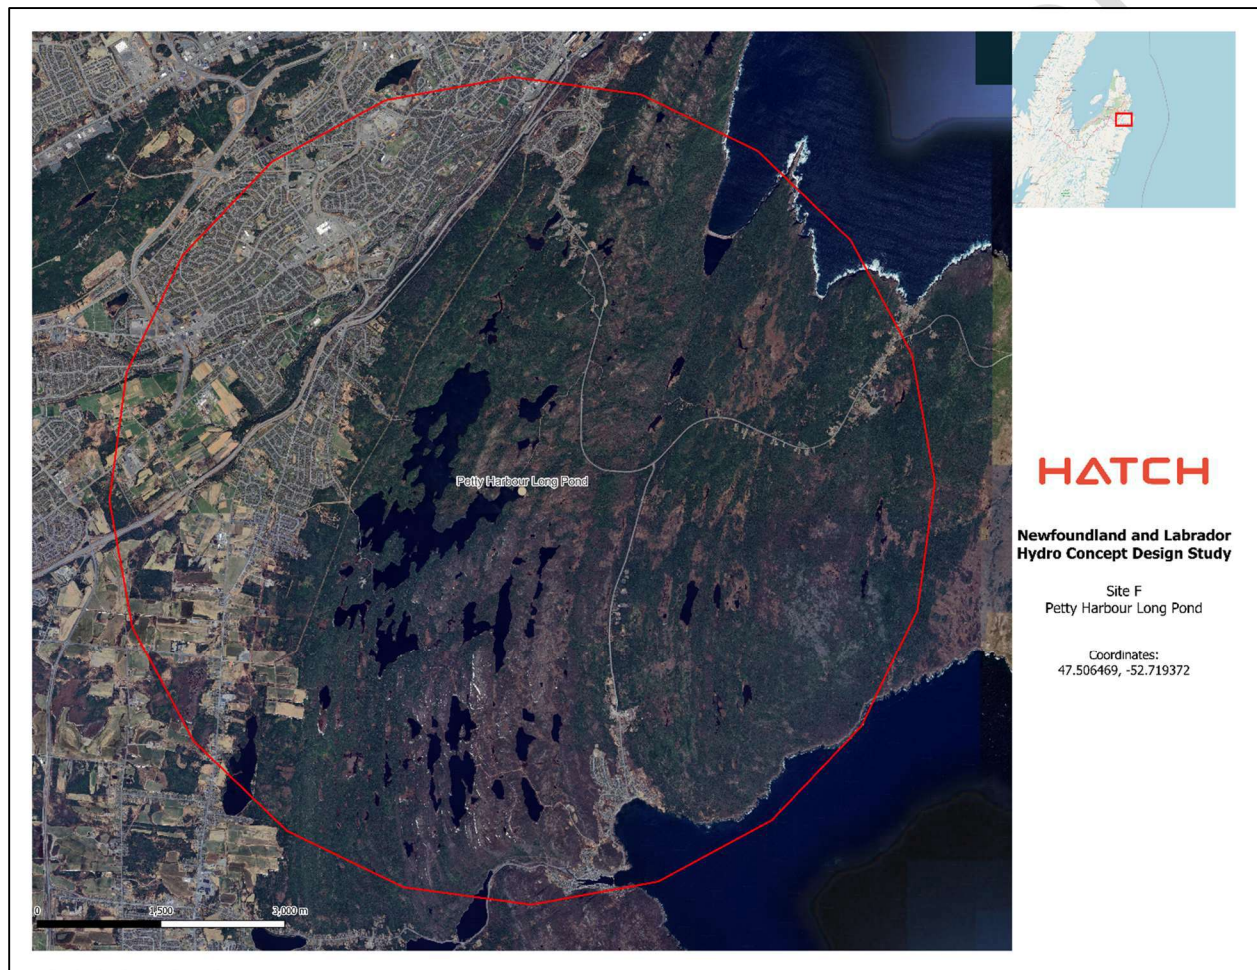 Petty Harbour Long Pond
0
1,500
3,000 m
HATCH
Newfoundland and Labrador
Hydro Concept Design Study
Site F
Petty Harbour Long Pond
Coordinates:
47.506469, -52.719372